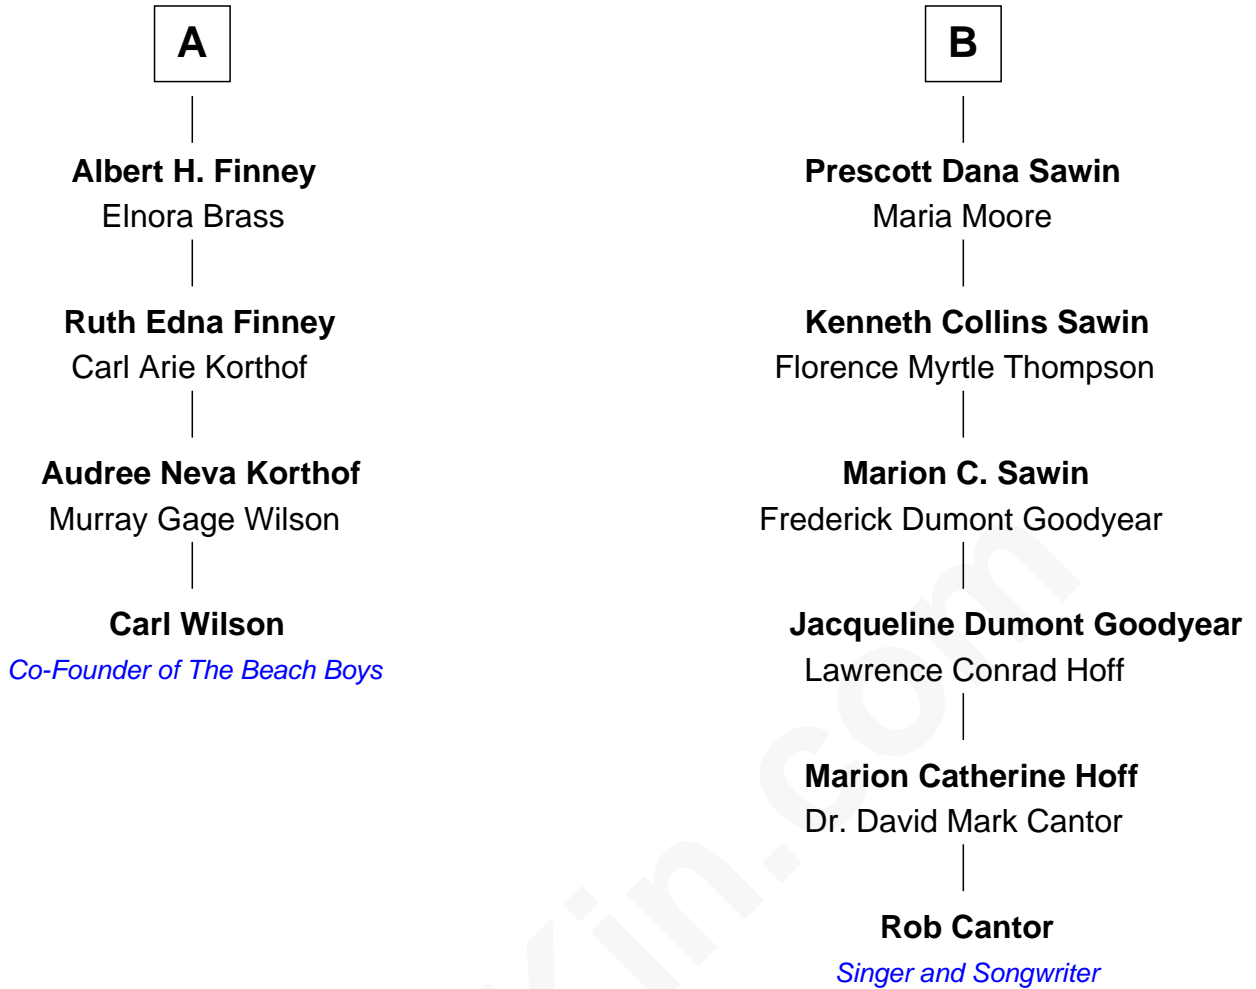 A
Albert H. Finney
Elnora Brass
Ruth Edna Finney
Carl Arie Korthof
Audree Neva Korthof
Murray Gage Wilson
Carl Wilson
Co-Founder of The Beach Boys
B
Prescott Dana Sawin
Maria Moore
Kenneth Collins Sawin
Florence Myrtle Thompson
Marion C. Sawin
Frederick Dumont Goodyear
Jacqueline Dumont Goodyear
Lawrence Conrad Hoff
Marion Catherine Hoff
Dr. David Mark Cantor
Rob Cantor
Singer and Songwriter
Kin.com